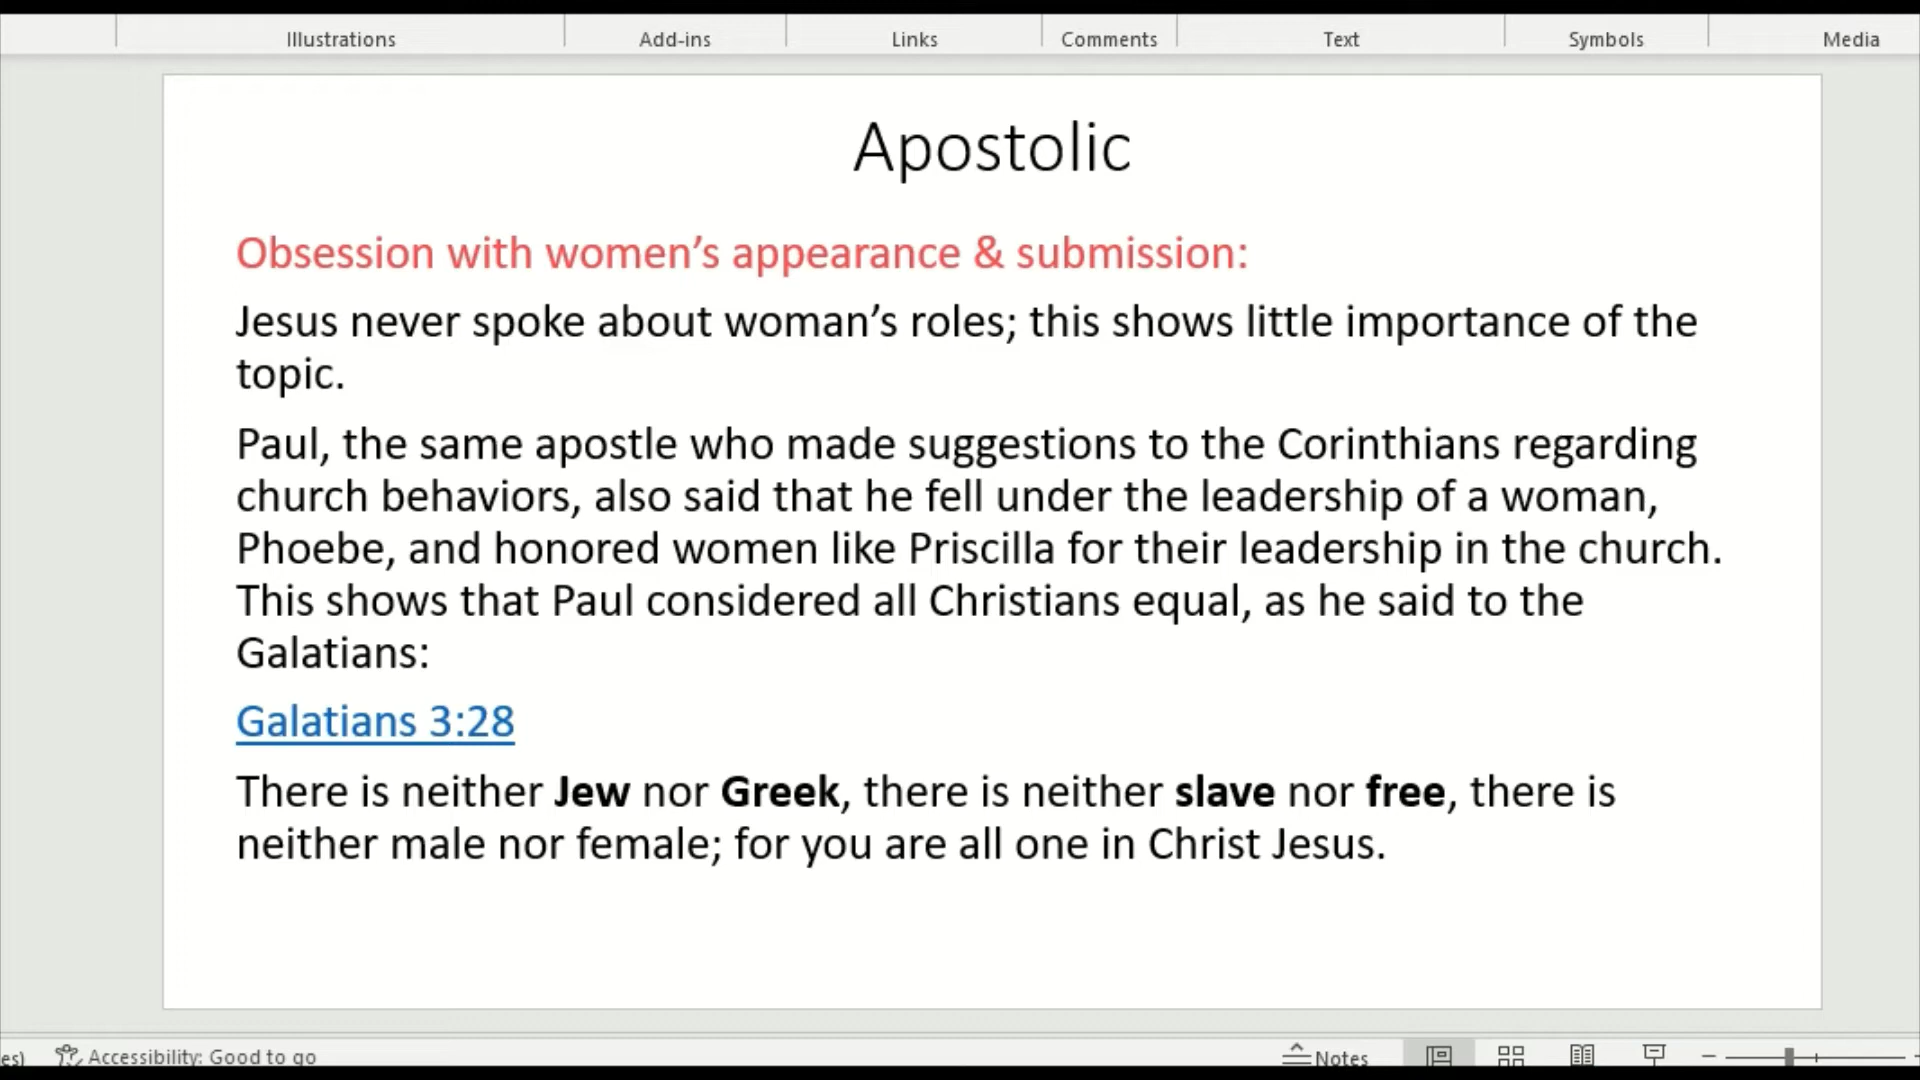 Illustrations Add-ins Links Comments Text Symbols Media
Apostolic
Obsession with women’s appearance & submission:
Jesus never spoke about woman’s roles; this shows little importance of the
topic.
Paul, the same apostle who made suggestions to the Corinthians regarding
church behaviors, also said that he fell under the leadership of a woman,
Phoebe, and honored women like Priscilla for their leadership in the church.
This shows that Paul considered all Christians equal, as he said to the
Galatians:
Galatians 3:28
There is neither Jew nor Greek, there is neither slave nor free, there is
neither male nor female; for you are all one in Christ Jesus.
es) Accessibility: Good to go Notes